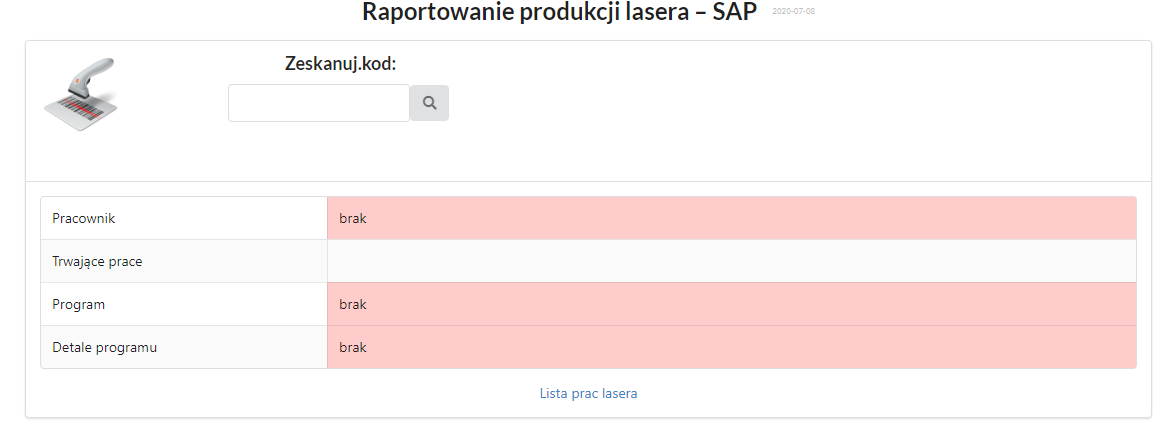 Raportowanie produkcji lasera – SAP 2020-07-08
Zeskanuj.kod:
Pracownik brak
Trwające prace
Program brak
Detale programu brak
Lista prac lasera